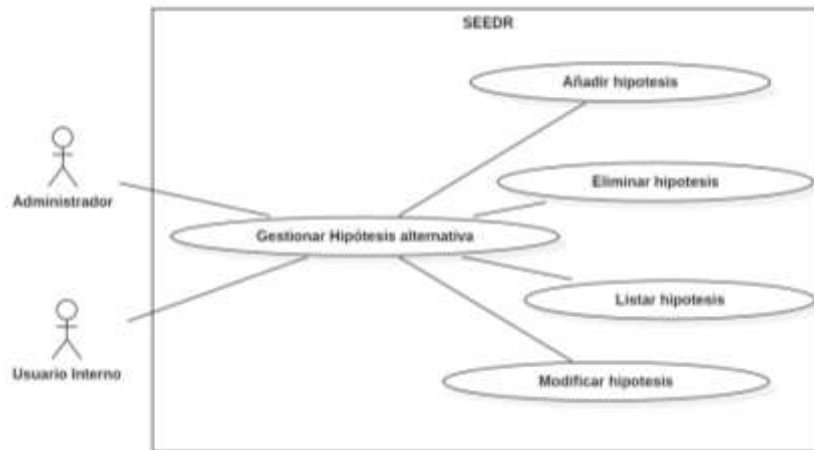 SEEDR
Añadir hipotesis
Eliminar hipotesis
Administrador
Gestionar Hipótesis alternativa
Listar hipotesis
Usuario Interno
Modificar hipotesis